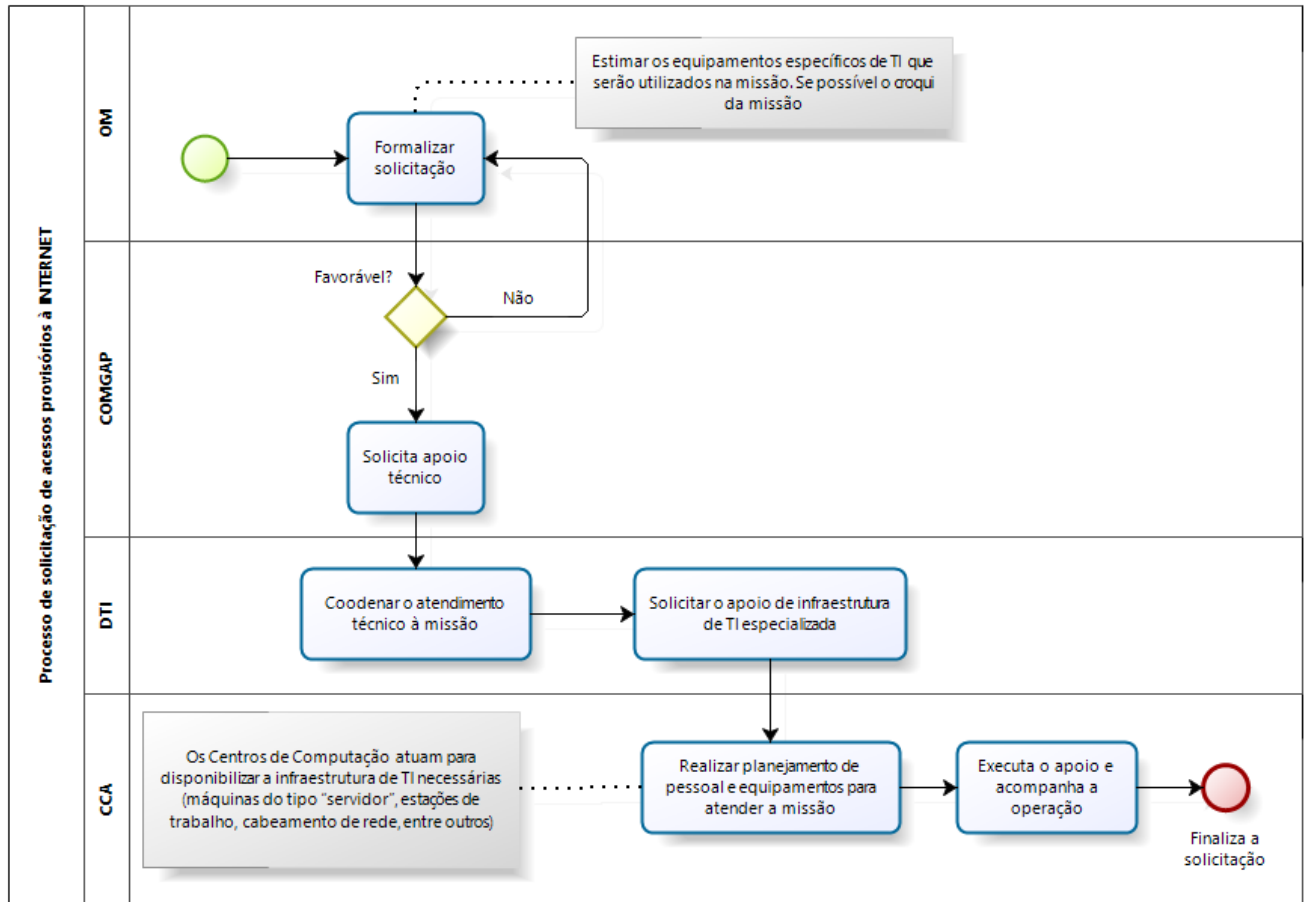 Processo de solicitação de acessos provisórios à INTERNET
OM
Estimar os equipamentos específicos de TI que
serão utilizados na missão. Se possível o croqui
da missão
Formalizar
solicitação
COMGAP
Favorável?
Não
Sim
Solicita apoio
técnico
DTI
Coodenar o atendimento
técnico à missão
Solicitar o apoio de infraestrutura
de TI especializada
CCA
Os Centros de Computação atuam para
disponibilizar a infraestrutura de TI necessárias
(máquinas do tipo “servidor”, estações de
trabalho, cabeamento de rede, entre outros)
Realizar planejamento de
pessoal e equipamentos para
atender a missão
Executa o apoio e
acompanha a
operação
Finaliza a
solicitação